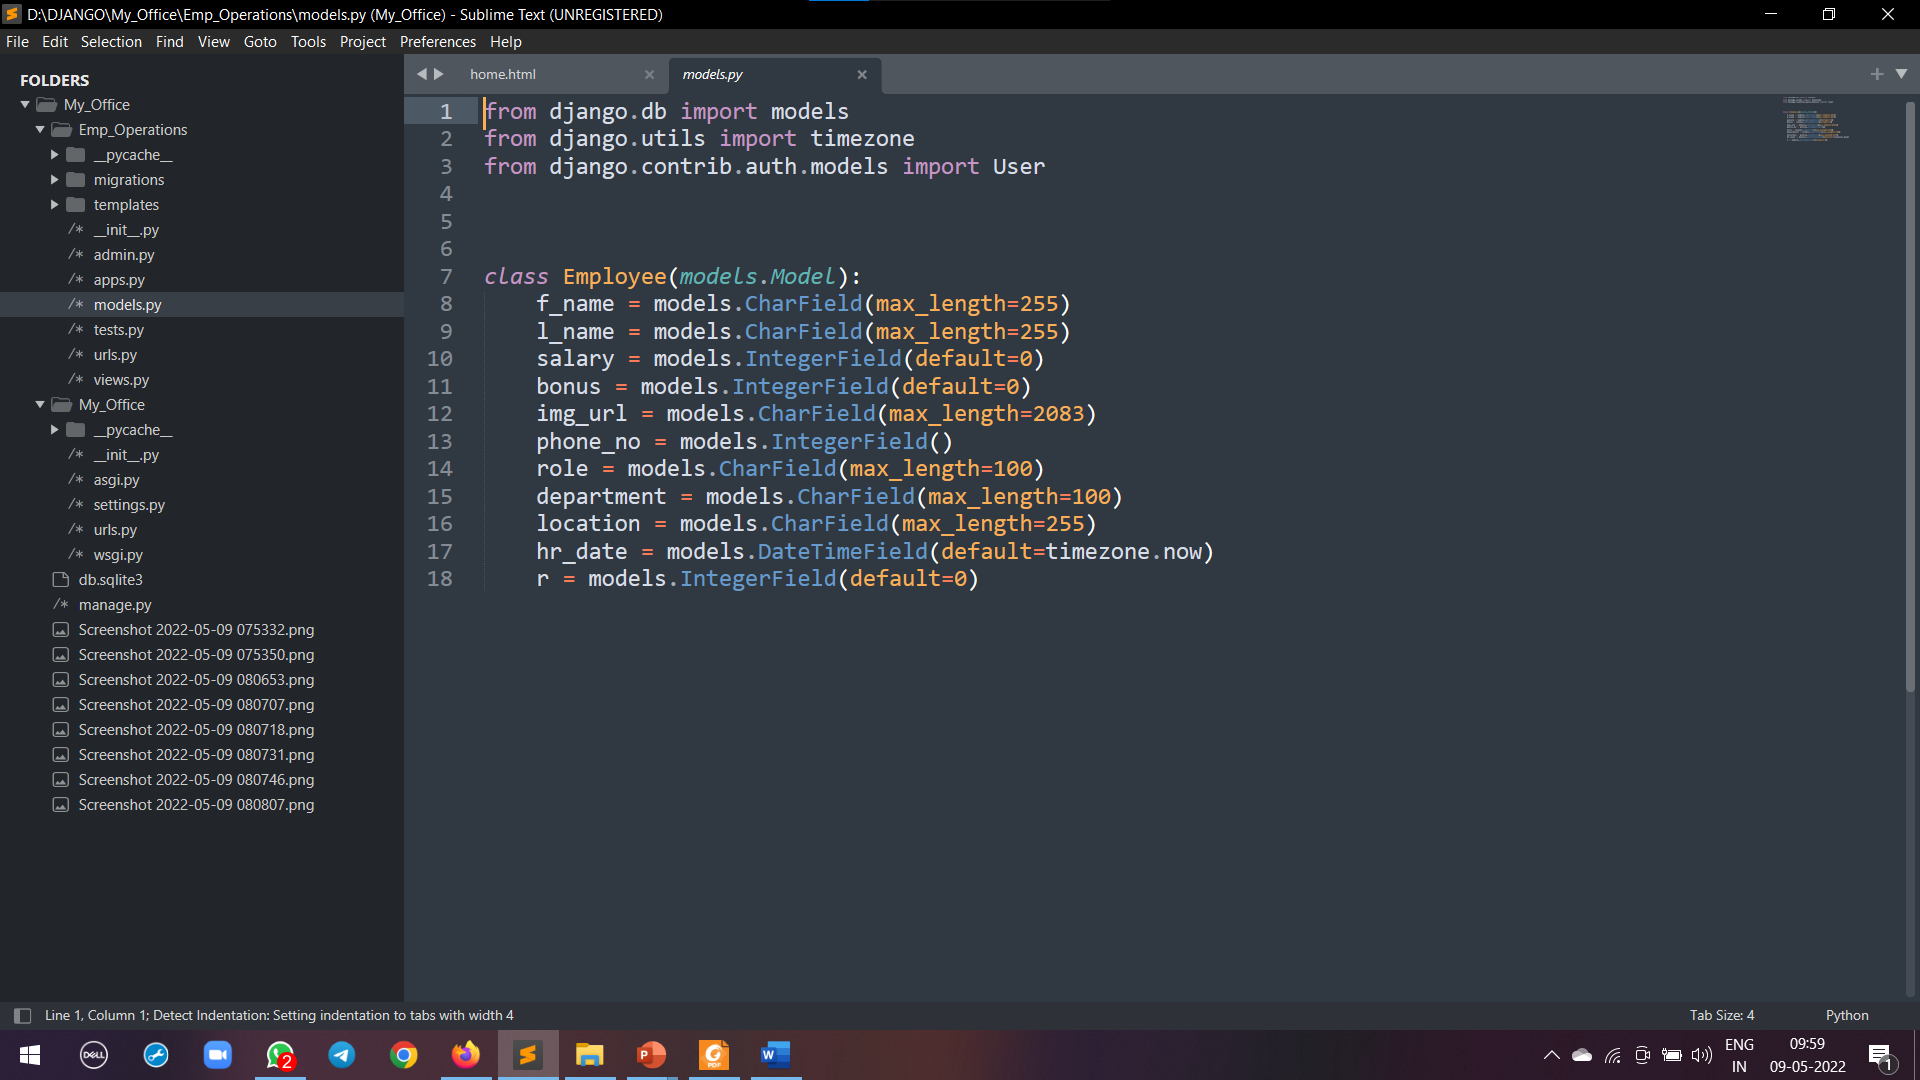 D:\DJANGO\My_Office\Emp_Operations\models.py (My_Office) - Sublime Text (UNREGISTERED)
File Edit Selection Find View Goto Tools Project Preferences Help
FOLDERS
My_Office
Emp_Operations
__pycache__
migrations
templates
/* __init__.py
/* admin.py
/* apps.py
/* models.py
/* tests.py
/* urls.py
/* views.py
My_Office
__pycache__
/* __init__.py
/* asgi.py
/* settings.py
/* urls.py
/* wsgi.py
db.sqlite3
/* manage.py
Screenshot 2022-05-09 075332.png
Screenshot 2022-05-09 075350.png
Screenshot 2022-05-09 080653.png
Screenshot 2022-05-09 080707.png
Screenshot 2022-05-09 080718.png
Screenshot 2022-05-09 080731.png
Screenshot 2022-05-09 080746.png
Screenshot 2022-05-09 080807.png
home.html models.py
1 from django.db import models
2 from django.utils import timezone
3 from django.contrib.auth.models import User
4
5
6
7 class Employee(models.Model):
8     f_name = models.CharField(max_length=255)
9     l_name = models.CharField(max_length=255)
10     salary = models.IntegerField(default=0)
11     bonus = models.IntegerField(default=0)
12     img_url = models.CharField(max_length=2083)
13     phone_no = models.IntegerField()
14     role = models.CharField(max_length=100)
15     department = models.CharField(max_length=100)
16     location = models.CharField(max_length=255)
17     hr_date = models.DateTimeField(default=timezone.now)
18     r = models.IntegerField(default=0)
Line 1, Column 1; Detect Indentation: Setting indentation to tabs with width 4
Tab Size: 4 Python
DELL
2
P
PDF
W
ENG
IN
09:59
09-05-2022
1